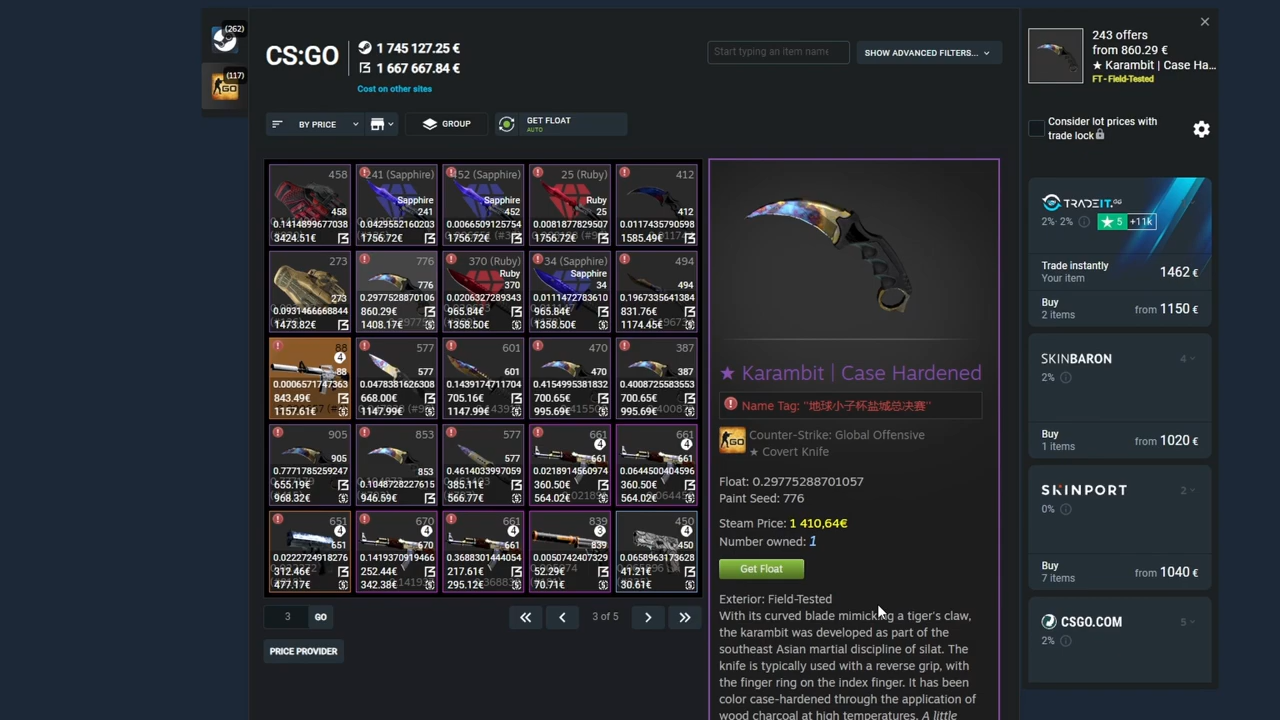 (262)
(117)
CS:GO
1 745 127.25 €
1 667 667.84 €
Cost on other sites
Start typing an item name
SHOW ADVANCED FILTERS...
BY PRICE
GROUP
GET FLOAT
AUTO
458
458
0.1414899677038
3424.51€
241 (Sapphire)
Sapphire
241
0.0429552160203
1756.72€
452 (Sapphire)
Sapphire
452
0.0066509125754
1756.72€
25 (Ruby)
Ruby
25
0.0081877829507
1756.72€
412
412
0.0117435790598
1585.49€
273
273
0.0931466668844
1473.82€
776
776
0.2977528870106
860.29€
1408.17€
370 (Ruby)
Ruby
370
0.0206327289343
965.84€
1358.50€
34 (Sapphire)
Sapphire
34
0.0111472783610
965.84€
1358.50€
494
494
0.1967335641384
831.76€
1174.45€
88
4
88
0.0006571747363
843.49€
1157.61€
577
577
0.0478381626308
668.00€
1147.99€
601
601
0.1439174711704
705.16€
1147.99€
470
470
0.4154995381832
700.65€
995.69€
387
387
0.4008725583553
700.65€
995.69€
905
905
0.7771785259247
655.19€
968.32€
853
853
0.1048728227615
946.59€
577
577
0.4614033997059
385.11€
566.77€
661
4
661
0.0218914560974
360.50€
564.02€
661
4
661
0.0644500404596
360.50€
564.02€
651
4
651
0.0222724918276
312.46€
477.17€
670
4
670
0.1419370919466
252.44€
342.38€
661
4
661
0.3688301444054
217.61€
295.12€
839
3
839
0.0050742407329
52.29€
70.71€
450
4
450
0.0658963173628
41.21€
30.61€
3
GO
3 of 5
PRICE PROVIDER
★ Karambit | Case Hardened
Name Tag: "地球小子杯盐城总决赛"
GO
Counter-Strike: Global Offensive
★ Covert Knife
Float: 0.29775288701057
Paint Seed: 776
Steam Price: 1 410,64€
Number owned: 1
Get Float
Exterior: Field-Tested
With its curved blade mimicking a tiger's claw,
the karambit was developed as part of the
southeast Asian martial discipline of silat. The
knife is typically used with a reverse grip, with
the finger ring on the index finger. It has been
color case-hardened through the application of
wood charcoal at high temperatures. A little
243 offers
from 860.29 €
★ Karambit | Case Ha...
FT - Field-Tested
Consider lot prices with
trade lock
TRADEIT.GG
2% 2%
★ 5 +11k
Trade instantly
Your item
1462 €
Buy
2 items
from 1150 €
SKINBARON
4
2%
Buy
1 items
from 1020 €
SKINPORT
2
0%
Buy
7 items
from 1040 €
CSGO.COM
5
2%